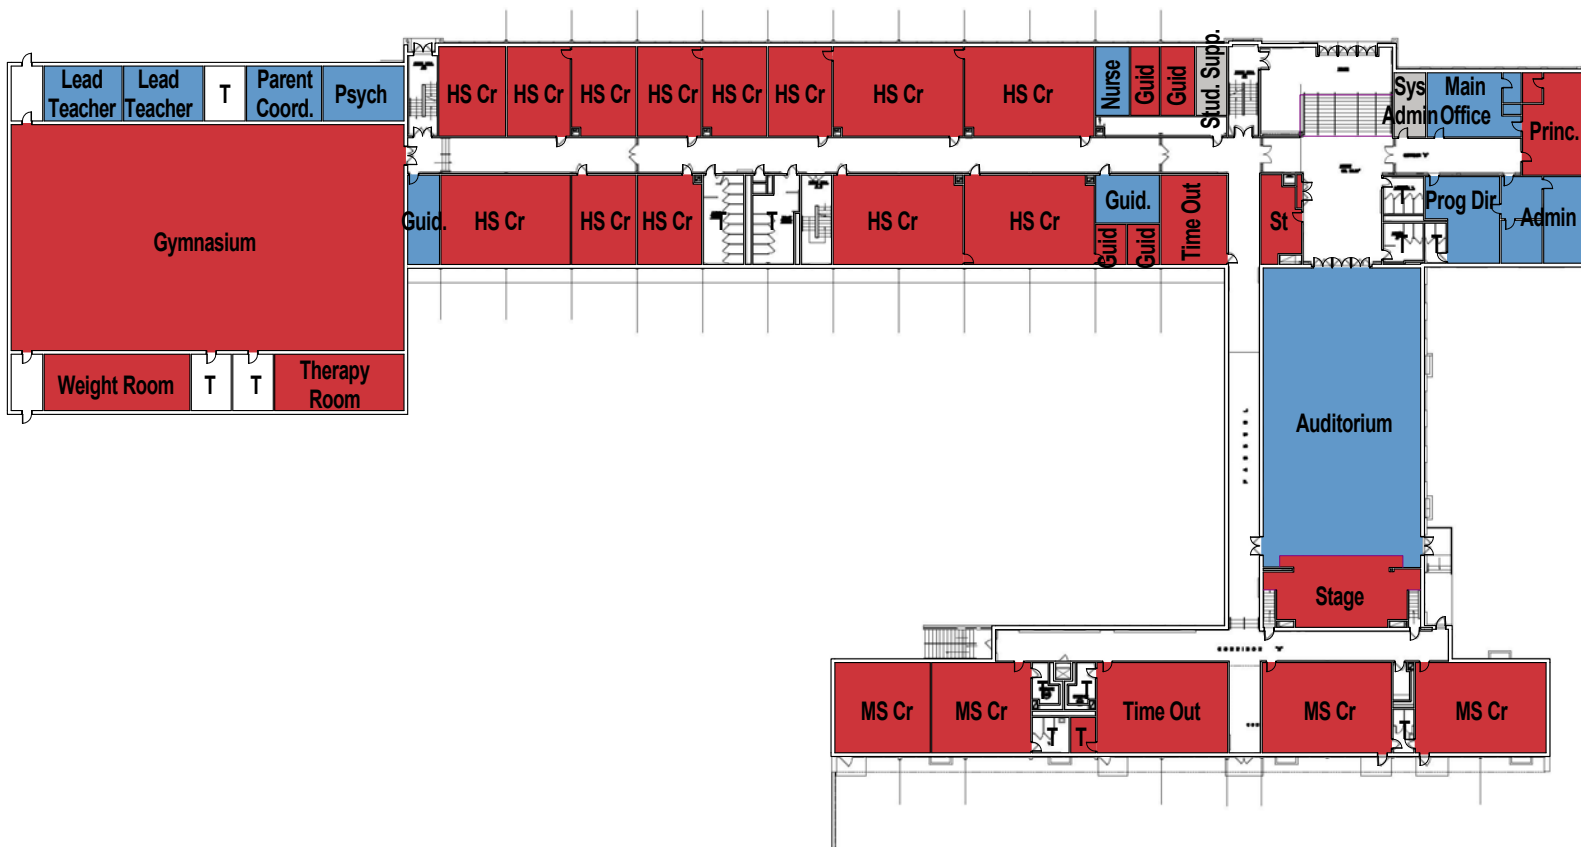 Lead
Teacher
Lead
Teacher
T
Parent
Coord.
Psych
HS Cr
HS Cr
HS Cr
HS Cr
HS Cr
HS Cr
HS Cr
HS Cr
Nurse
Guid
Guid
Stud. Supp.
Sys
Admin
Main
Office
Princ.
Gymnasium
Guid.
HS Cr
HS Cr
HS Cr
T
T
HS Cr
HS Cr
Guid.
Guid
Guid
Time Out
St
T
Prog Dir
Admin
T
T
Weight Room
T
T
Therapy
Room
Auditorium
Stage
MS Cr
MS Cr
T
T
T
T
Time Out
MS Cr
T
MS Cr